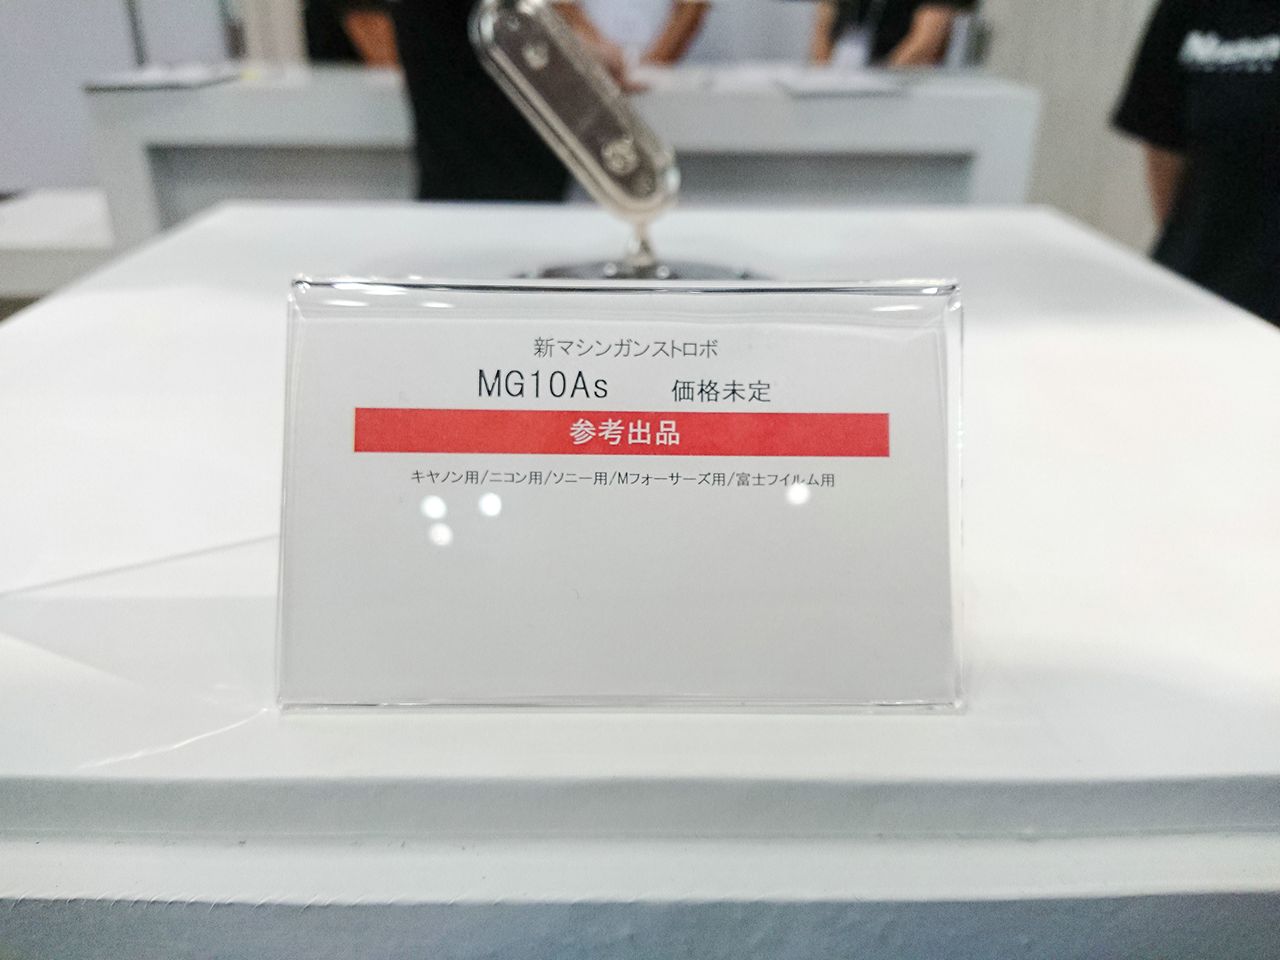 新マシンガンストロボ
MG10As 価格未定
参考出品
キヤノン用/ニコン用/ソニー用/Mフォーサーズ用/富士フイルム用